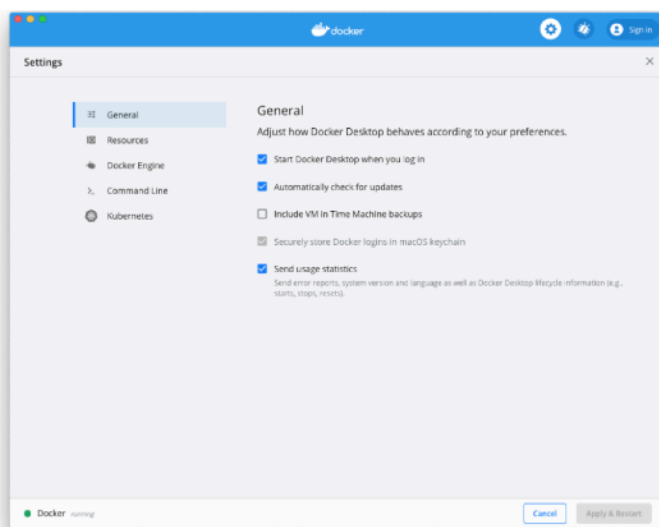 docker
Sign in
Settings
General
Resources
Docker Engine
Command Line
Kubernetes
General
Adjust how Docker Desktop behaves according to your preferences.
Start Docker Desktop when you log in
Automatically check for updates
Include VM in Time Machine backups
Securely store Docker logins in macOS keychain
Send usage statistics
Send error reports, system version and language as well as Docker Desktop lifecycle information (e.g.,
starts, stops, resets).
Docker running
Cancel
Apply & Restart